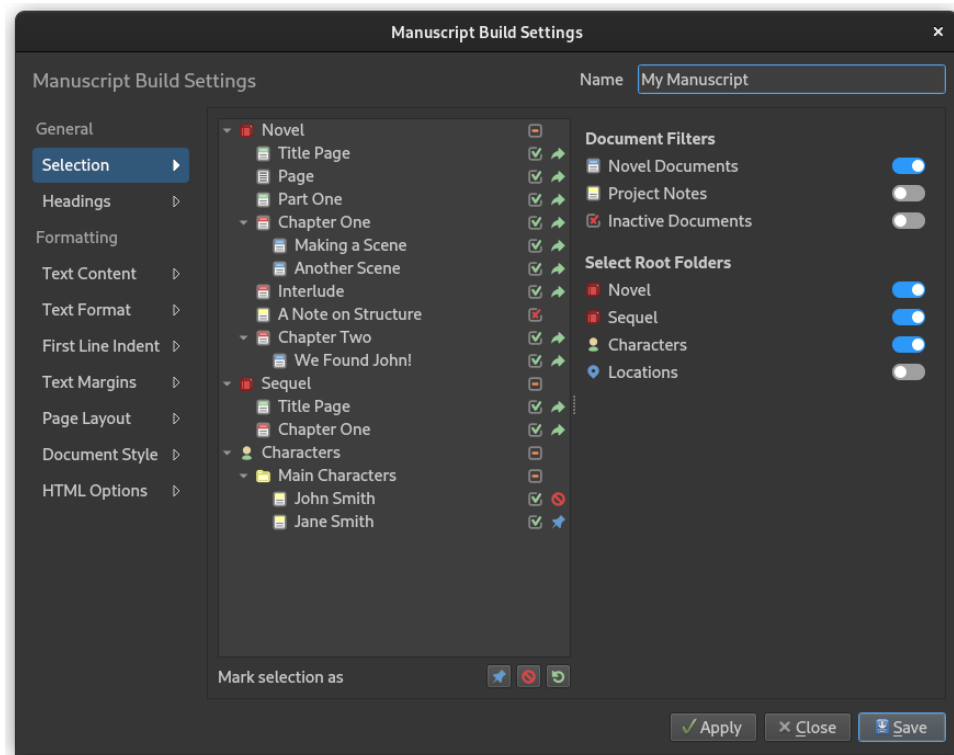 Manuscript Build Settings
Manuscript Build Settings
Name My Manuscript
General
Selection
Headings
Formatting
Text Content
Text Format
First Line Indent
Text Margins
Page Layout
Document Style
HTML Options
Novel
Title Page
Page
Part One
Chapter One
Making a Scene
Another Scene
Interlude
A Note on Structure
Chapter Two
We Found John!
Sequel
Title Page
Chapter One
Characters
Main Characters
John Smith
Jane Smith
Mark selection as
Document Filters
Novel Documents
Project Notes
Inactive Documents
Select Root Folders
Novel
Sequel
Characters
Locations
Apply Close Save